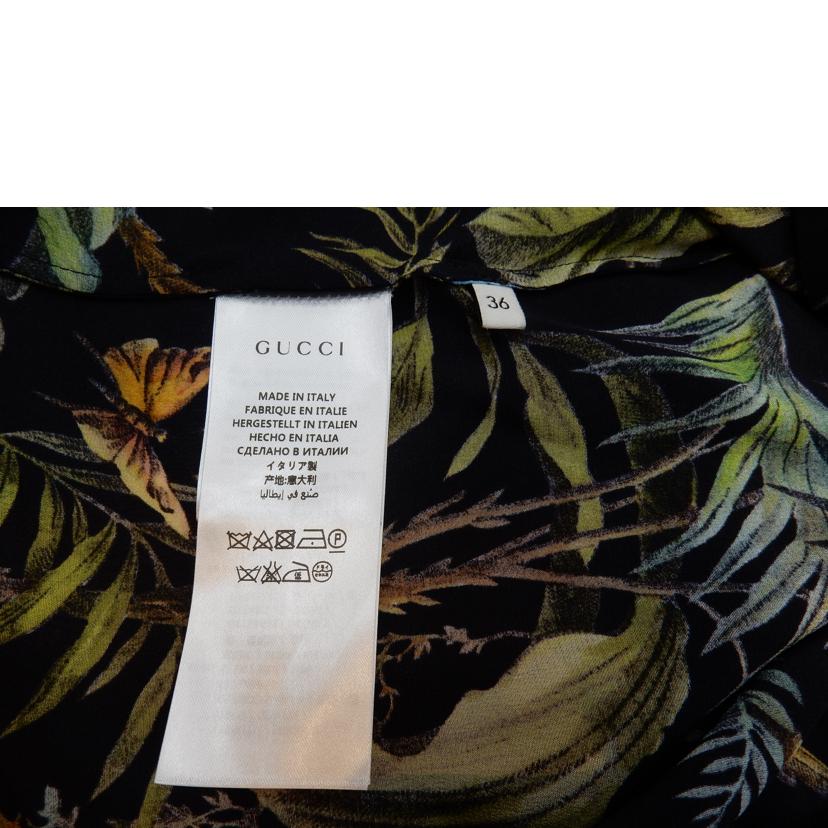 36
GUCCI
MADE IN ITALY
FABRIQUE EN ITALIE
HERGESTELLT IN ITALIEN
HECHO EN ITALIA
СДЕЛАНО В ИТАЛИИ
イタリア製
产地:意大利
صنع في إيطاليا
P